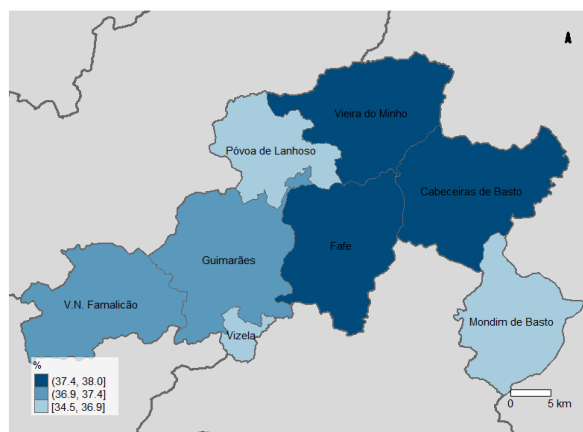 Vieira do Minho
Póvoa de Lanhoso
Cabeceiras de Basto
Fafe
Guimarães
V.N. Famalicão
Vizela
Mondim de Basto
%
(37.4, 38.0]
(36.9, 37.4]
[34.5, 36.9]
0 5 km